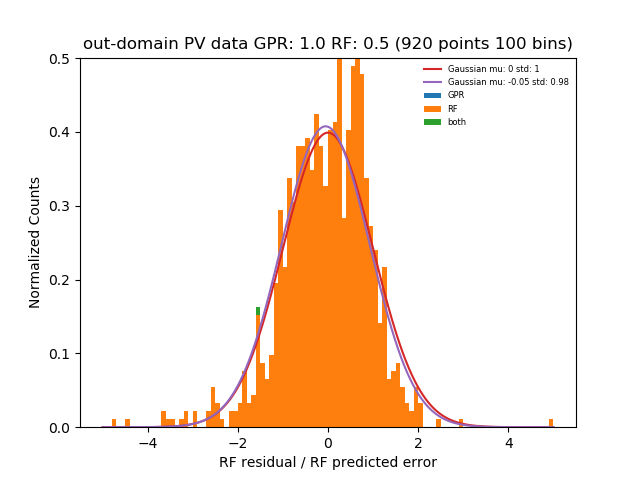 out-domain PV data GPR: 1.0 RF: 0.5 (920 points 100 bins)
Gaussian mu: 0 std: 1
Gaussian mu: -0.05 std: 0.98
GPR
RF
both
Normalized Counts
0.5
0.4
0.3
0.2
0.1
0.0
−4
−2
0
2
4
RF residual / RF predicted error